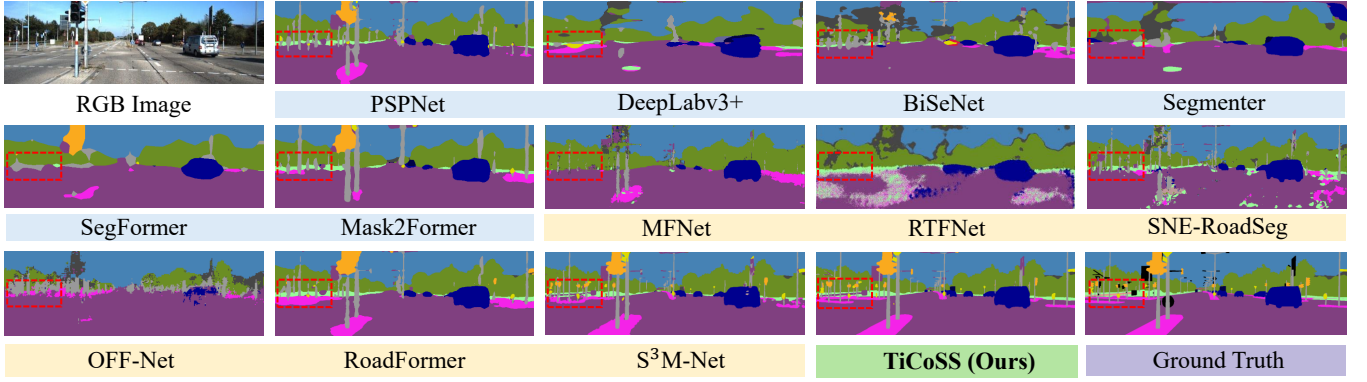 RGB Image
PSPNet
DeepLabv3+
BiSeNet
Segmenter
SegFormer
Mask2Former
MFNet
RTFNet
SNE-RoadSeg
OFF-Net
RoadFormer
S³M-Net
TiCoSS (Ours)
Ground Truth